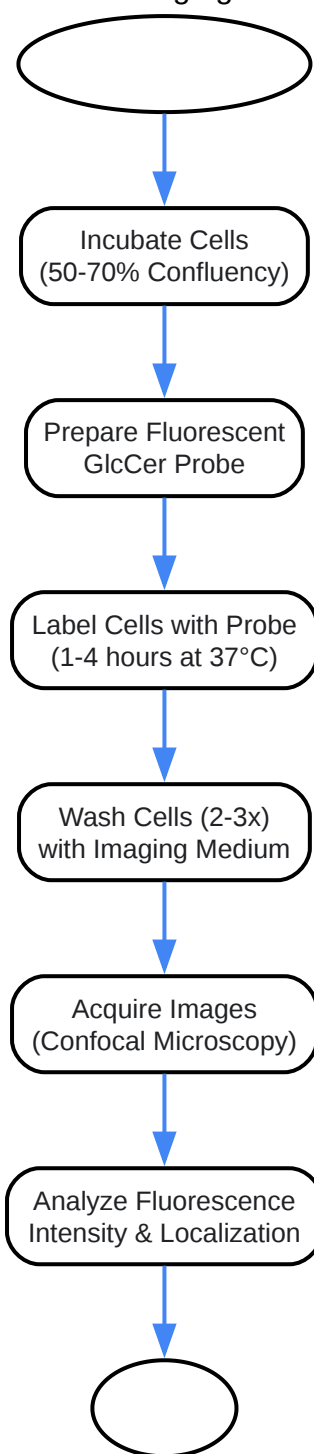 Incubate Cells
(50-70% Confluency)
Prepare Fluorescent
GlcCer Probe
Label Cells with Probe
(1-4 hours at 37°C)
Wash Cells (2-3x)
with Imaging Medium
Acquire Images
(Confocal Microscopy)
Analyze Fluorescence
Intensity & Localization